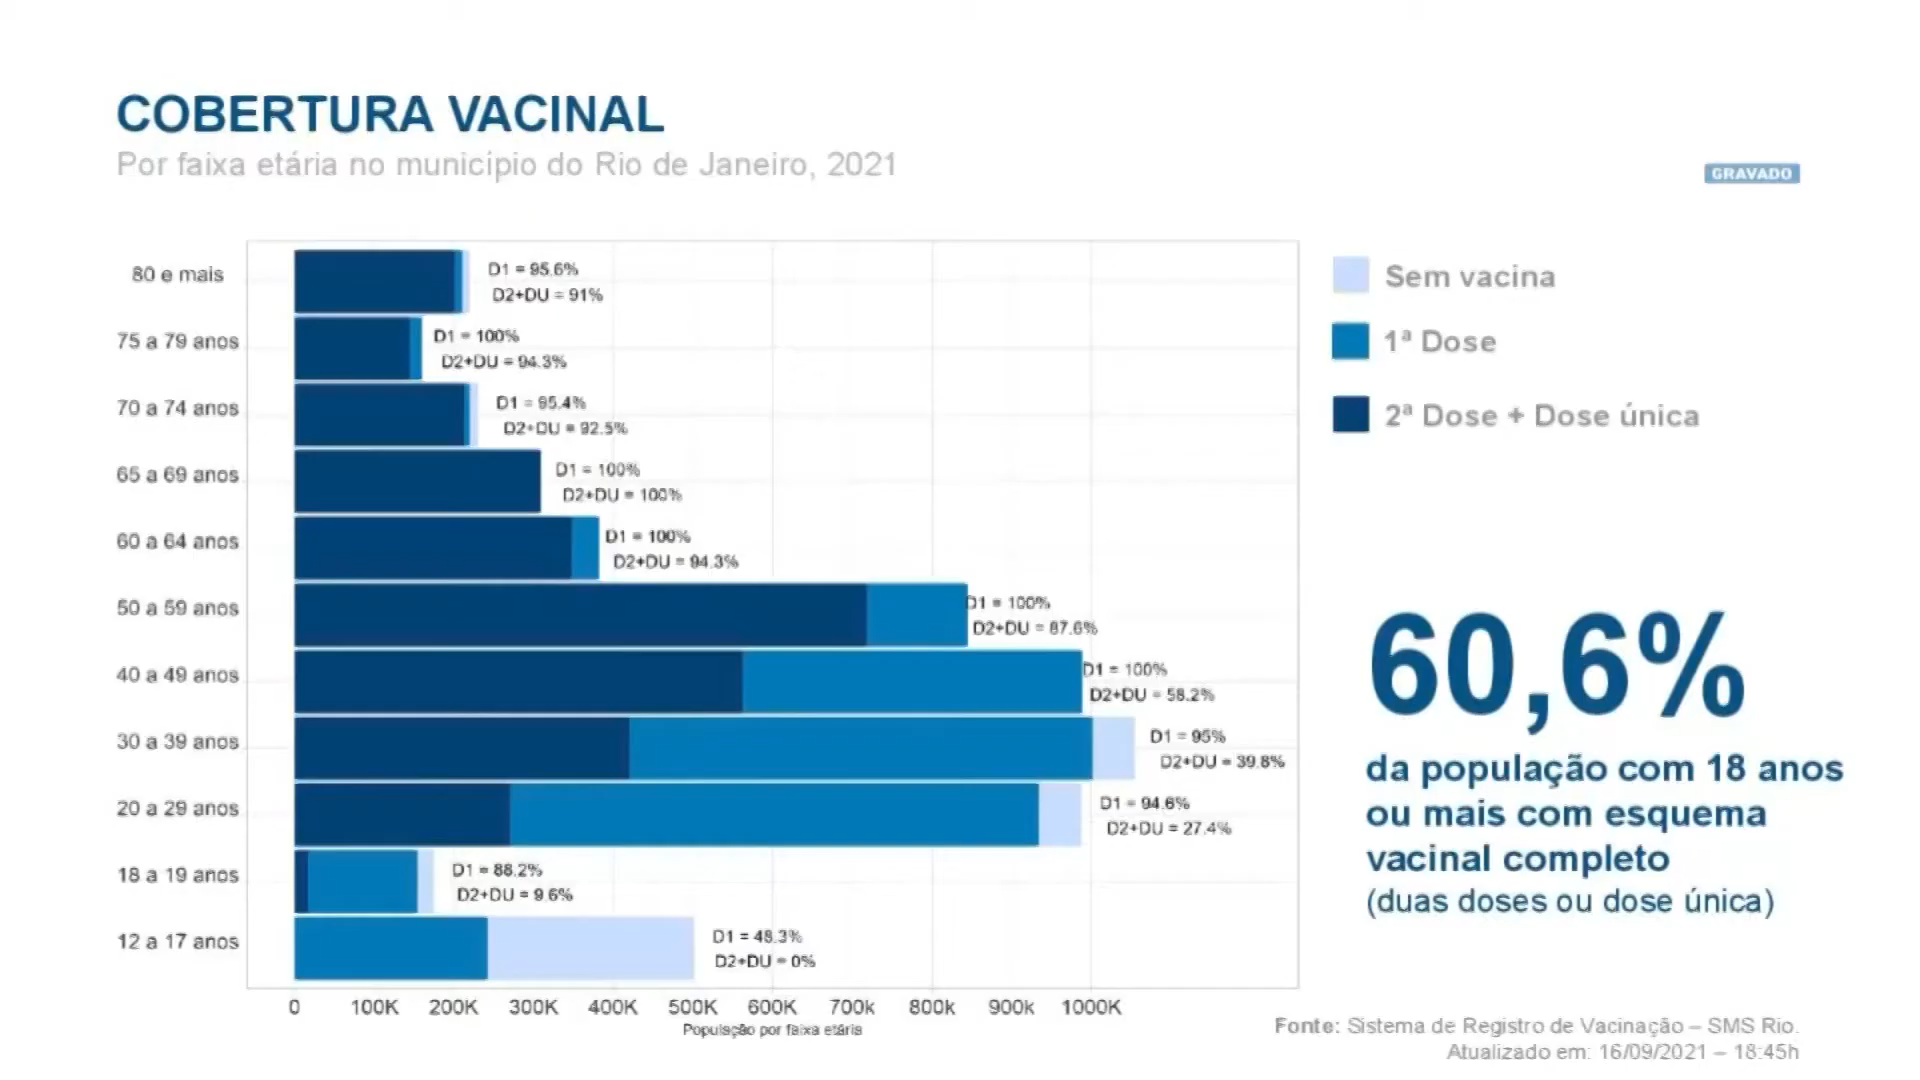 COBERTURA VACINAL
Por faixa etária no município do Rio de Janeiro, 2021
GRAVADO
80 e mais
D1 = 95.6%
D2+DU = 91%
75 a 79 anos
D1 = 100%
D2+DU = 94.3%
70 a 74 anos
D1 = 95.4%
D2+DU = 92.5%
65 a 69 anos
D1 = 100%
D2+DU = 100%
60 a 64 anos
D1 = 100%
D2+DU = 94.3%
50 a 59 anos
D1 = 100%
D2+DU = 87.6%
40 a 49 anos
D1 = 100%
D2+DU = 58.2%
30 a 39 anos
D1 = 95%
D2+DU = 39.8%
20 a 29 anos
D1 = 94.6%
D2+DU = 27.4%
18 a 19 anos
D1 = 88.2%
D2+DU = 9.6%
12 a 17 anos
D1 = 48.3%
D2+DU = 0%
0 100K 200K 300K 400K 500K 600K 700k 800k 900k 1000K
População por faixa etária
Sem vacina
1ª Dose
2ª Dose + Dose única
60,6%
da população com 18 anos
ou mais com esquema
vacinal completo
(duas doses ou dose única)
Fonte: Sistema de Registro de Vacinação – SMS Rio.
Atualizado em: 16/09/2021 – 18:45h